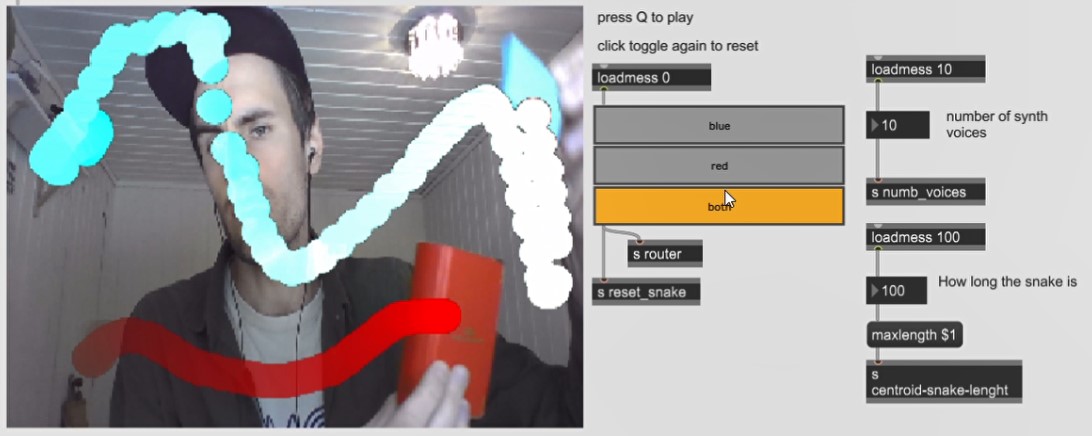 press Q to play
click toggle again to reset
loadmess 0
blue
red
both
s router
s reset_snake
loadmess 10
10
number of synth
voices
s numb_voices
loadmess 100
100
How long the snake is
maxlength $1
s
centroid-snake-lenght